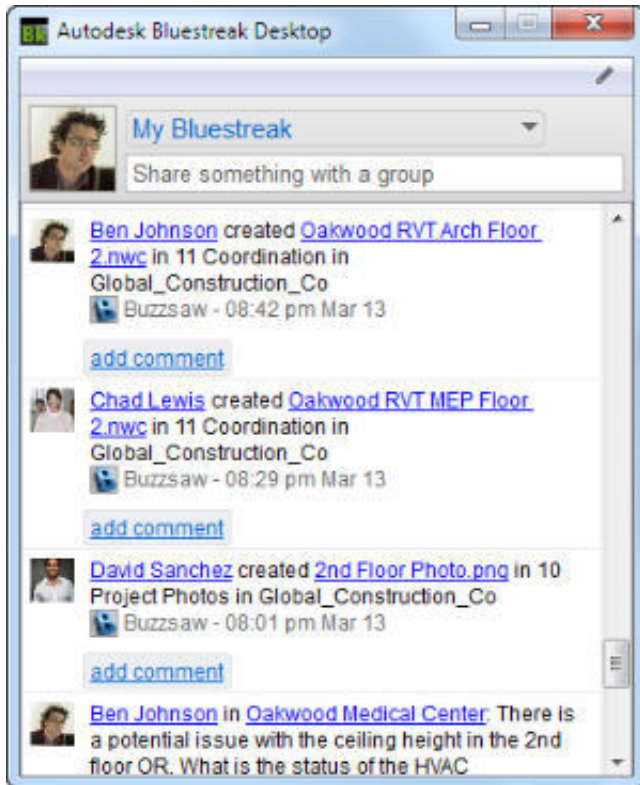 Autodesk Bluestreak Desktop
My Bluestreak
Share something with a group
Ben Johnson created Oakwood RVT Arch Floor
2.nwc in 11 Coordination in
Global_Construction_Co
Buzzsaw - 08:42 pm Mar 13
add comment
Chad Lewis created Oakwood RVT MEP Floor
2.nwc in 11 Coordination in
Global_Construction_Co
Buzzsaw - 08:29 pm Mar 13
add comment
David Sanchez created 2nd Floor Photo.png in 10
Project Photos in Global_Construction_Co
Buzzsaw - 08:01 pm Mar 13
add comment
Ben Johnson in Oakwood Medical Center: There is
a potential issue with the ceiling height in the 2nd
floor OR. What is the status of the HVAC